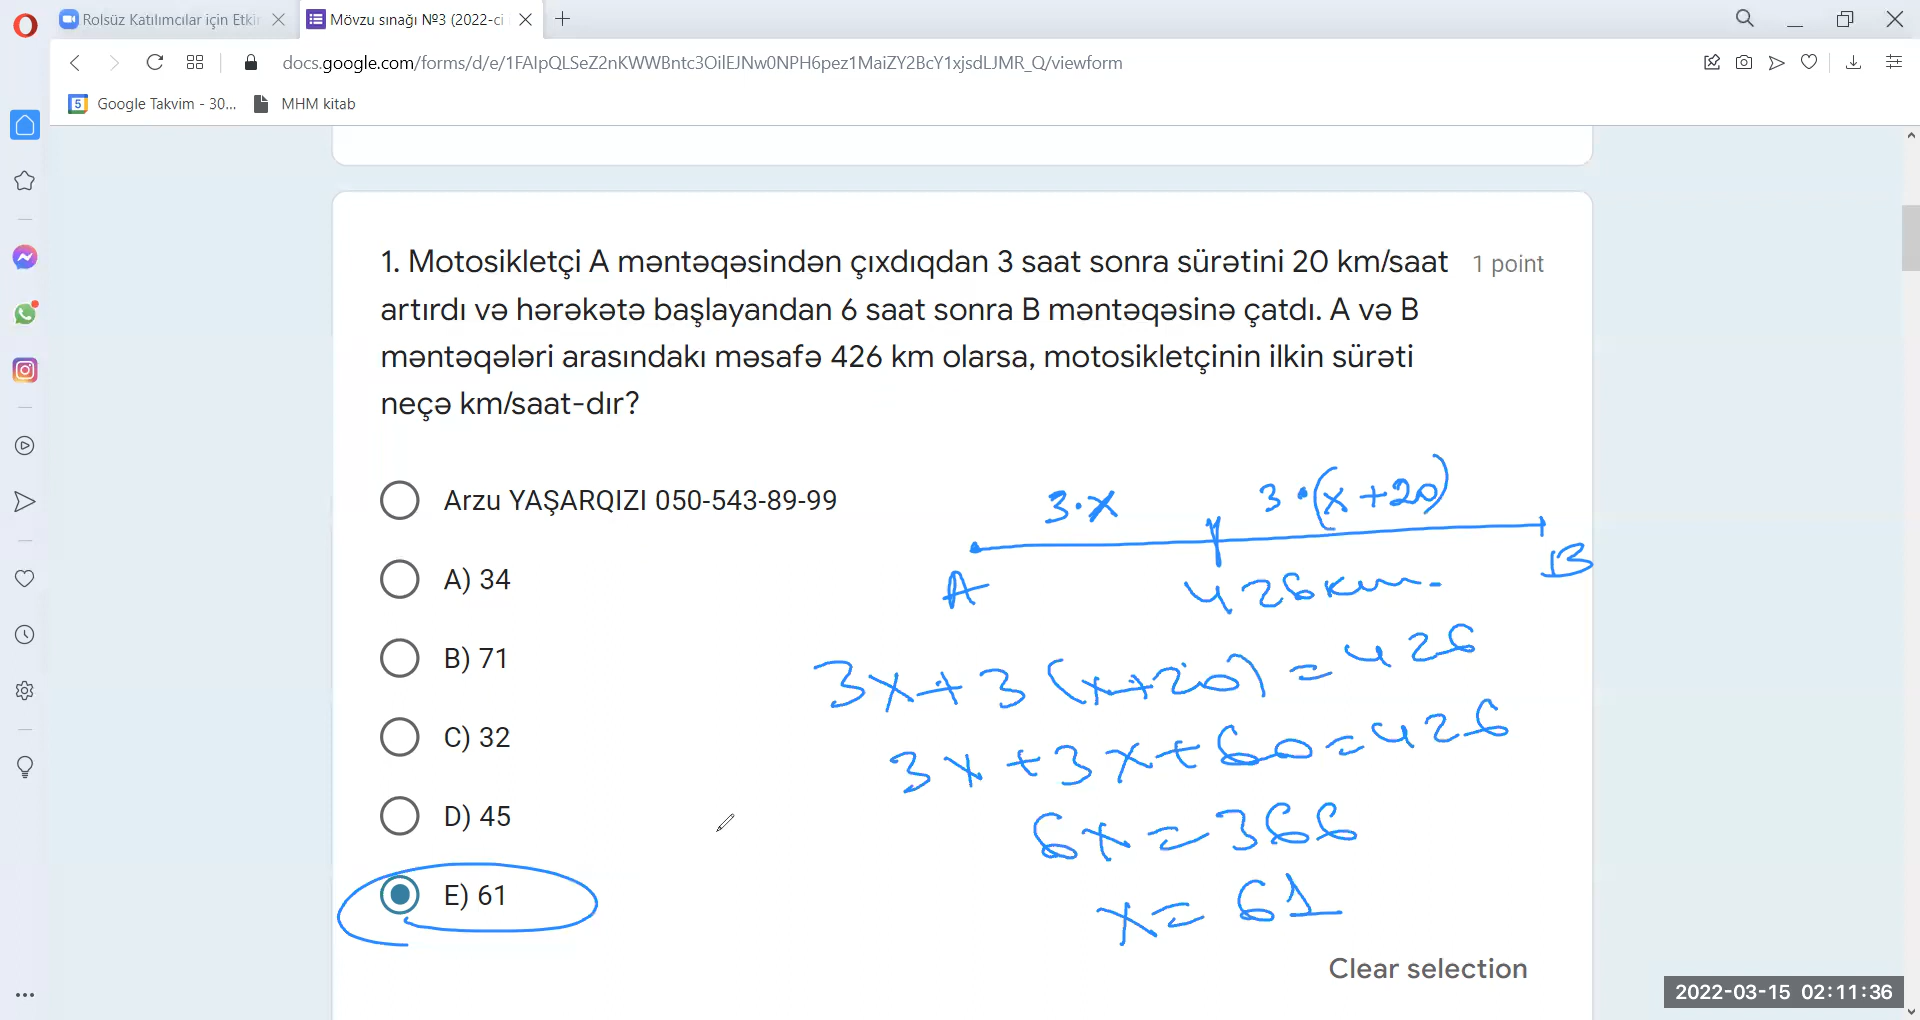 Rolsüz Katılımcılar için Etkir
Mövzu sınağı №3 (2022-ci
docs.google.com/forms/d/e/1FAIpQLSeZ2nKWWBntc3OilEJNw0NPH6pez1MaiZY2BcY1xjsdLJMR_Q/viewform
5 Google Takvim - 30...
MHM kitab
1. Motosikletçi A məntəqəsindən çıxdıqdan 3 saat sonra sürətini 20 km/saat
1 point
artırdı və hərəkətə başlayandan 6 saat sonra B məntəqəsinə çatdı. A və B
məntəqələri arasındakı məsafə 426 km olarsa, motosikletçinin ilkin sürəti
neçə km/saat-dır?
Arzu YAŞARQIZI 050-543-89-99
A) 34
B) 71
C) 32
D) 45
E) 61
3·x 3·(x+20)
A B
426km.
3x+3(x+20)=426
3x+3x+60=426
6x=366
x=61
Clear selection
2022-03-15 02:11:36